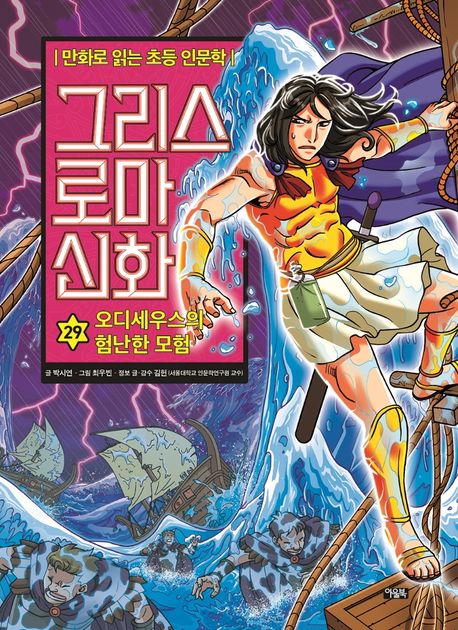 | 만화로 읽는 초등 인문학 |
그리스
로마
신화
29 오디세우스의
험난한 모험
글 박시연 · 그림 최우빈 · 정보 글·감수 김헌 (서울대학교 인문학연구원 교수)
아울북